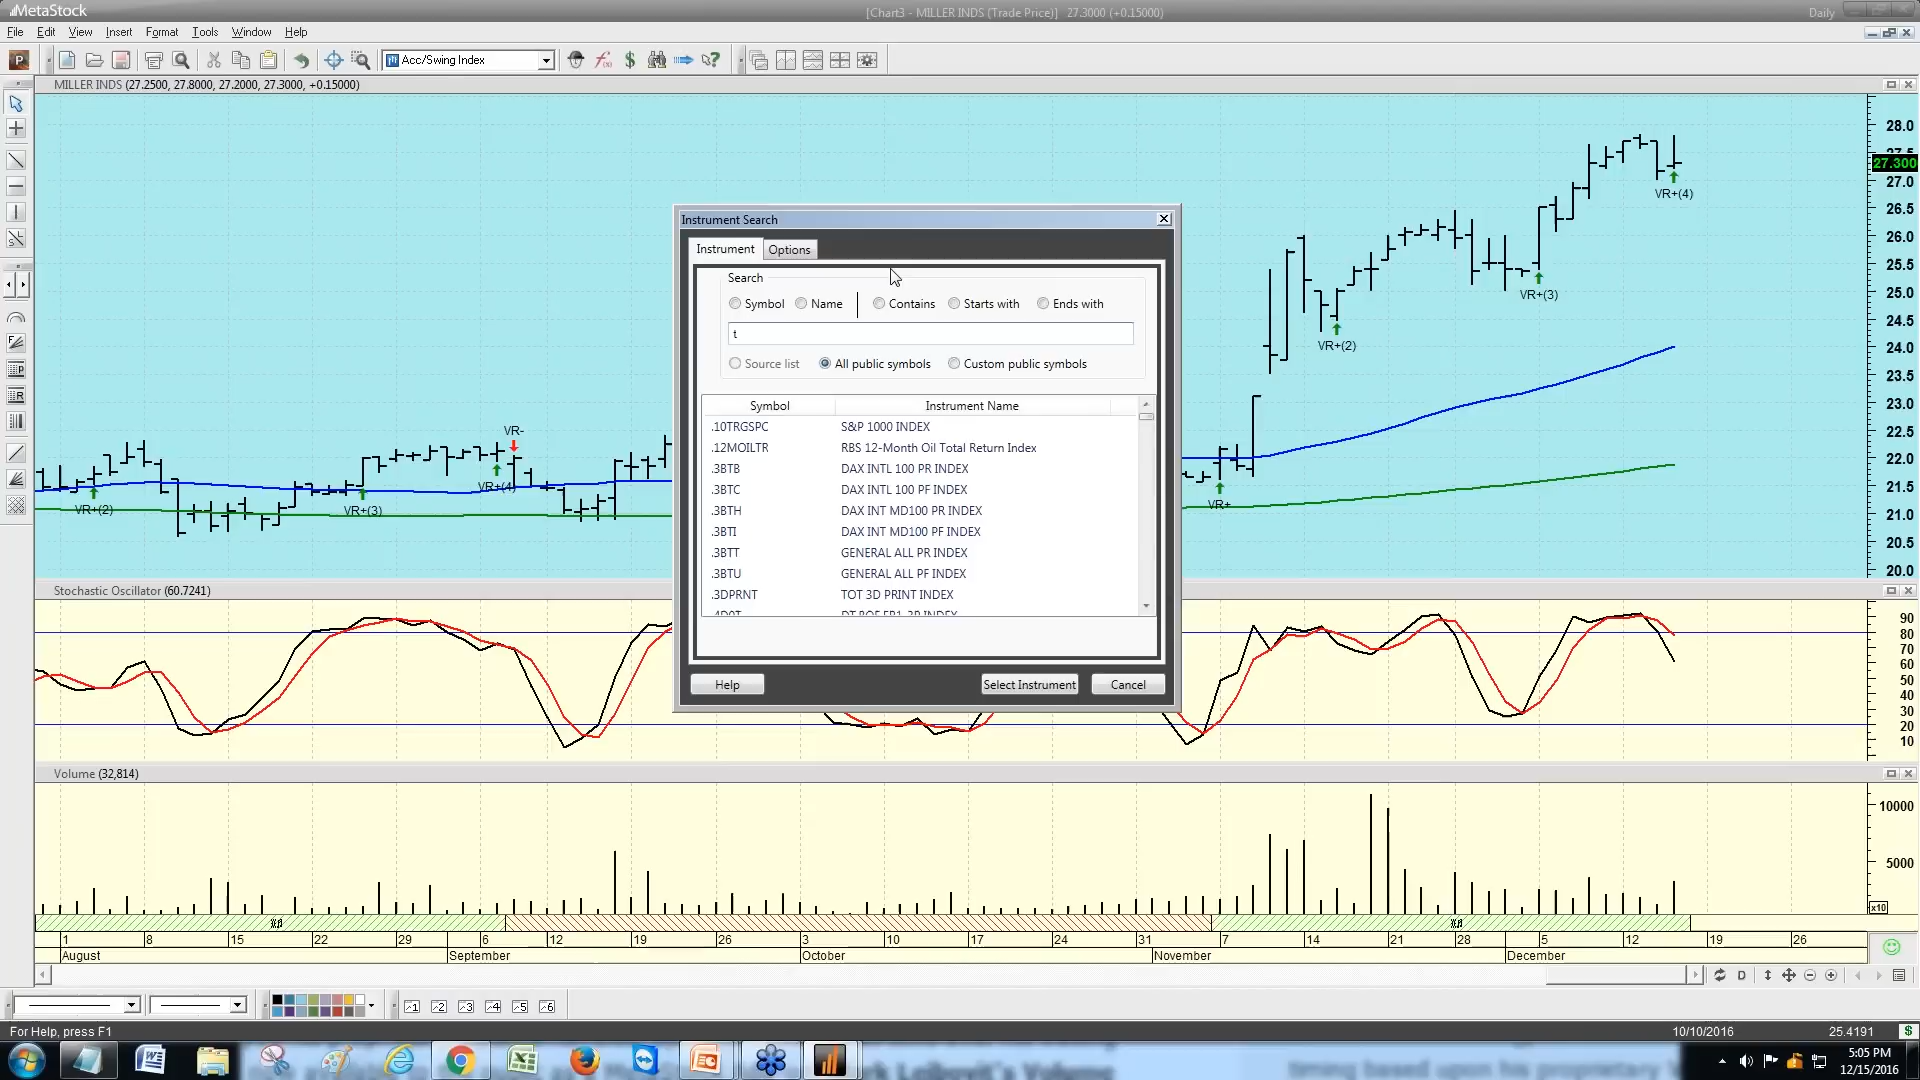 MetaStock
[Chart3 - MILLER INDS (Trade Price)] 27.3000 (+0.15000)
Daily
File Edit View Insert Format Tools Window Help
P
Acc/Swing Index
MILLER INDS (27.2500, 27.8000, 27.2000, 27.3000, +0.15000)
28.0
27.5
27.300
27.0
26.5
26.0
25.5
25.0
24.5
24.0
23.5
23.0
22.5
22.0
21.5
21.0
20.5
20.0
VR+(4)
VR+(3)
VR+(2)
VR-
VR+(4)
VR+(2)
VR+(3)
VR+
Instrument Search
Instrument Options
Search
Symbol Name Contains Starts with Ends with
t
Source list All public symbols Custom public symbols
Symbol Instrument Name
.10TRGSPC S&P 1000 INDEX
.12MOILTR RBS 12-Month Oil Total Return Index
.3BTB DAX INTL 100 PR INDEX
.3BTC DAX INTL 100 PF INDEX
.3BTH DAX INT MD100 PR INDEX
.3BTI DAX INT MD100 PF INDEX
.3BTT GENERAL ALL PR INDEX
.3BTU GENERAL ALL PF INDEX
.3DPRNT TOT 3D PRINT INDEX
Help Select Instrument Cancel
Stochastic Oscillator (60.7241)
90
80
70
60
50
40
30
20
10
Volume (32,814)
10000
5000
x10
1 8 15 22 29 6 12 19 26 3 10 17 24 31 7 14 21 28 5 12 19 26
August September October November December
D
1 2 3 4 5 6
For Help, press F1
10/10/2016 25.4191
5:05 PM
12/15/2016